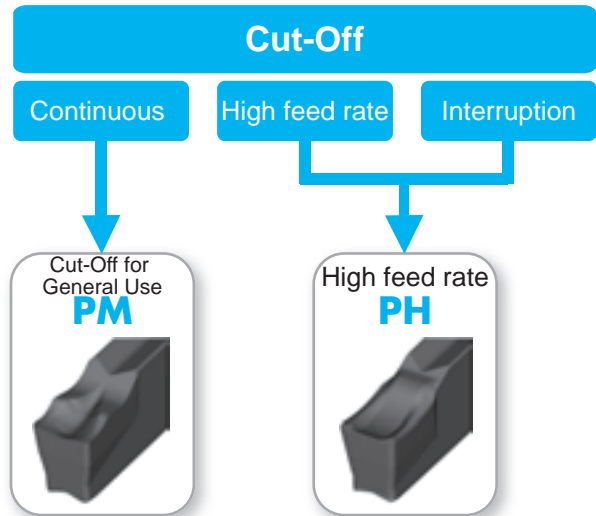 Cut-Off
Continuous
High feed rate
Interruption
Cut-Off for
General Use
PM
High feed rate
PH